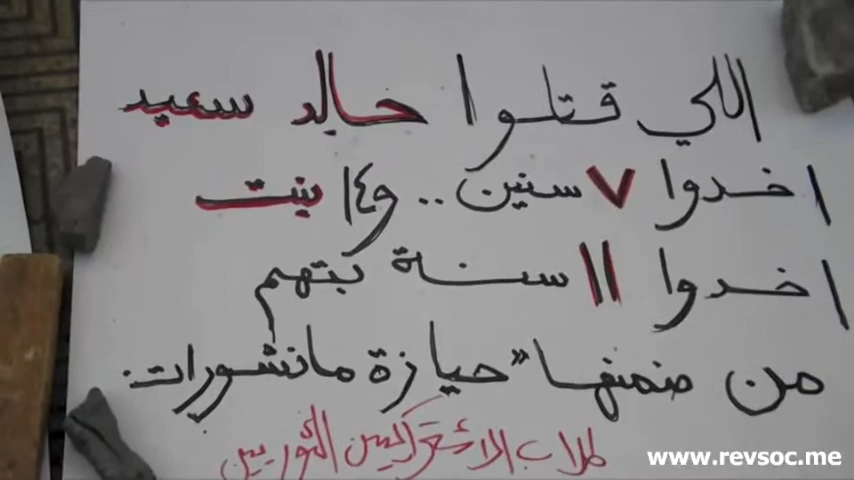 اللي قتلوا خالد سعيد
اخدوا ٧ سنين .. و١٤ بنت
اخدوا ١١ سنة بتهم
من ضمنها "حيازة مانشورات.
طلاب الاشتراكيين الثوريين
www.revsoc.me